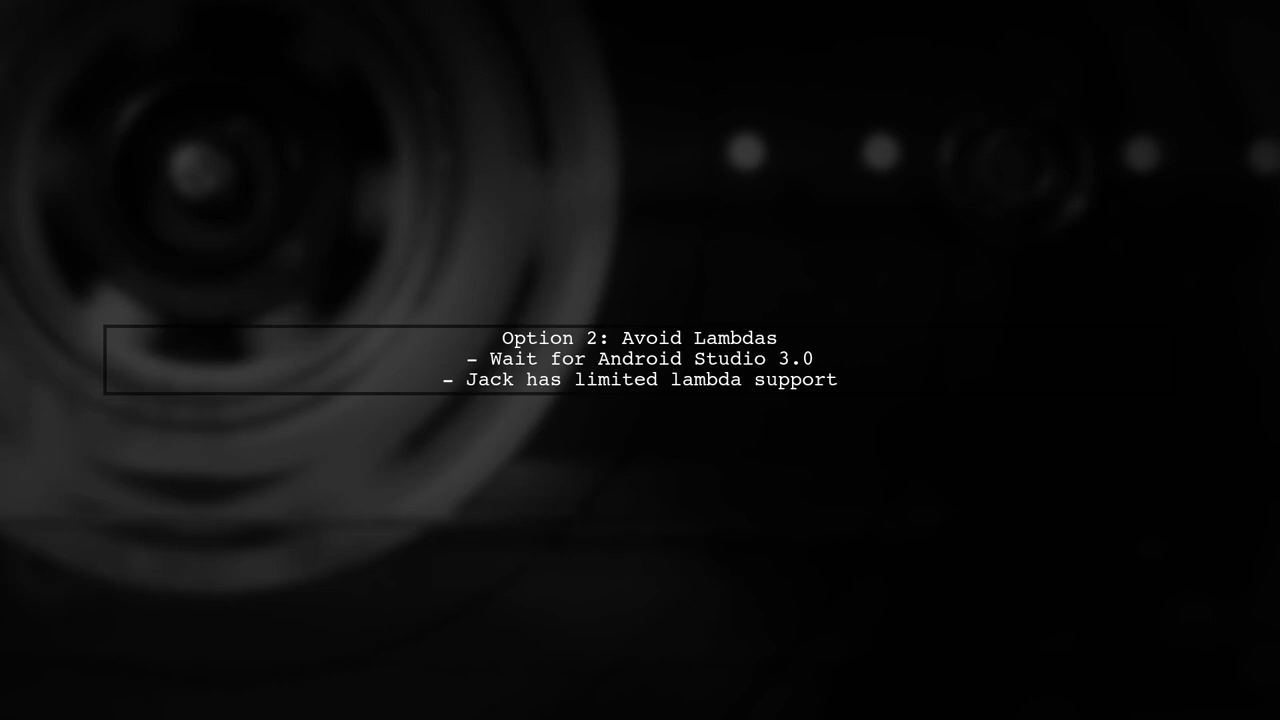 Option 2: Avoid Lambdas
- Wait for Android Studio 3.0
- Jack has limited lambda support